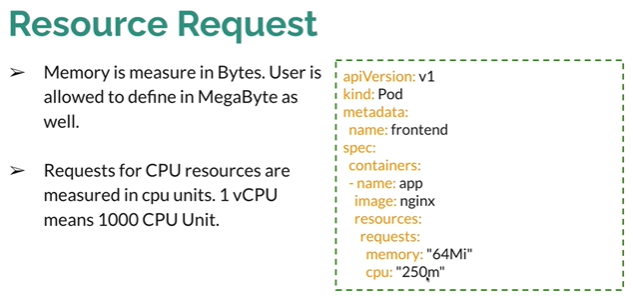 Resource Request
➢ Memory is measure in Bytes. User is
allowed to define in MegaByte as
well.
➢ Requests for CPU resources are
measured in cpu units. 1 vCPU
means 1000 CPU Unit.
apiVersion: v1
kind: Pod
metadata:
name: frontend
spec:
containers:
- name: app
image: nginx
resources:
requests:
memory: "64Mi"
cpu: "250m"